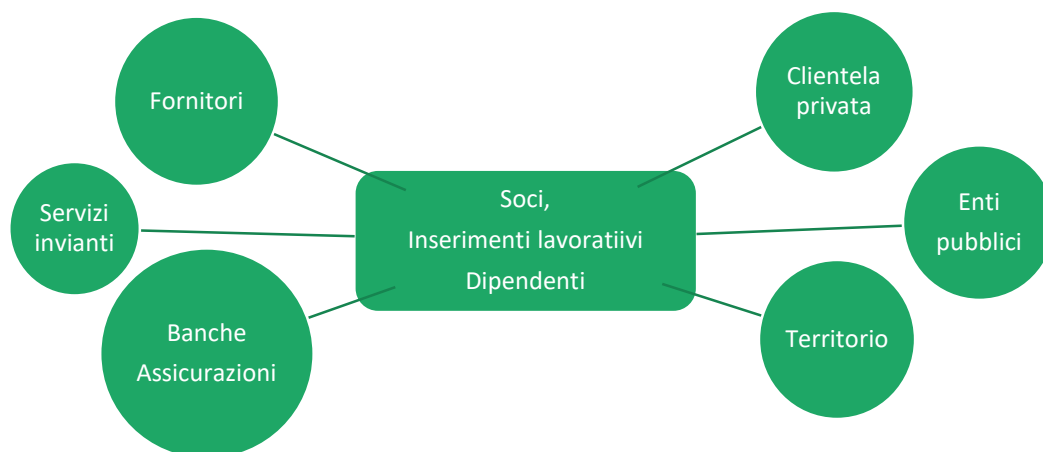 Fornitori
Clientela
privata
Servizi
invianti
Soci,
Inserimenti lavoratiivi
Dipendenti
Enti
pubblici
Banche
Assicurazioni
Territorio